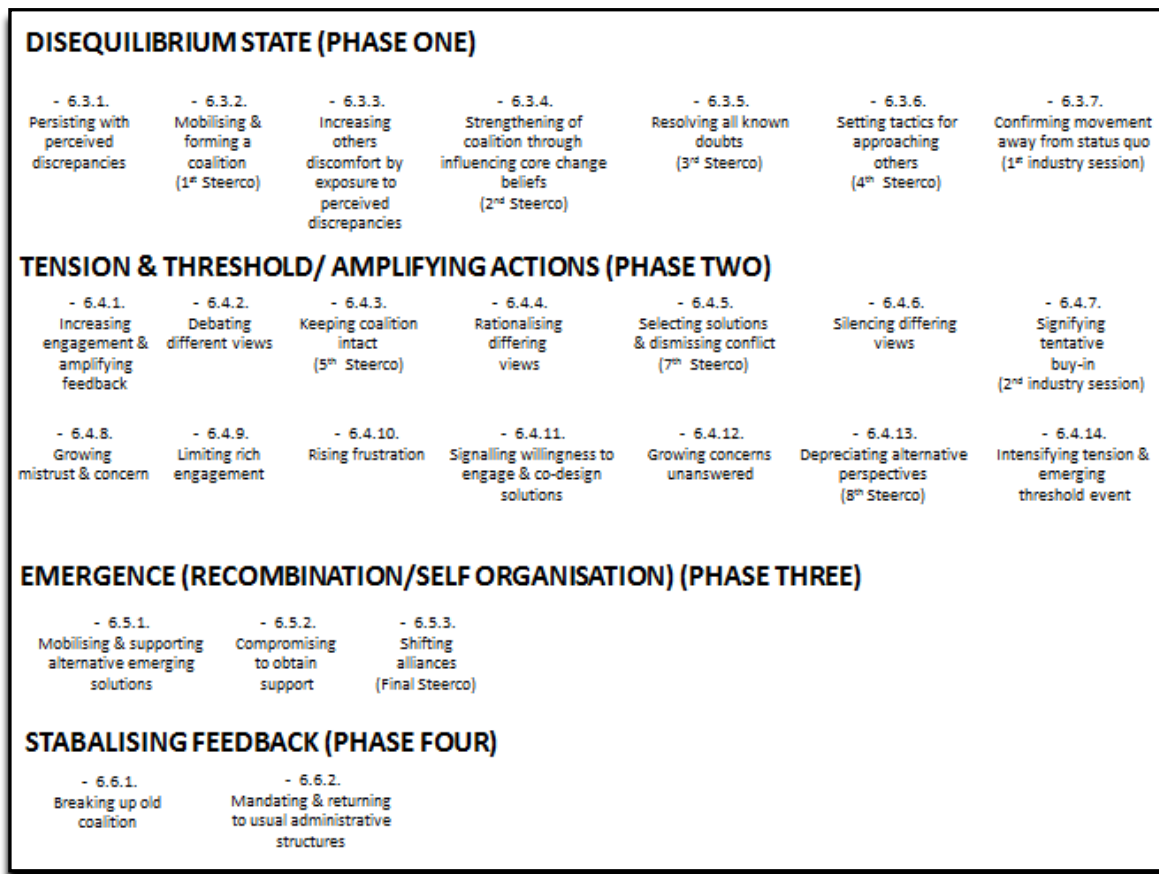 DISEQUILIBRIUM STATE (PHASE ONE)
- 6.3.1.
Persisting with
perceived
discrepancies
- 6.3.2.
Mobilising &
forming a
coalition
(1st Steerco)
- 6.3.3.
Increasing
others
discomfort by
exposure to
perceived
discrepancies
- 6.3.4.
Strengthening of
coalition through
influencing core change
beliefs
(2nd Steerco)
- 6.3.5.
Resolving all known
doubts
(3rd Steerco)
- 6.3.6.
Setting tactics for
approaching
others
(4th Steerco)
- 6.3.7.
Confirming movement
away from status quo
(1st industry session)
TENSION & THRESHOLD/ AMPLIFYING ACTIONS (PHASE TWO)
- 6.4.1.
Increasing
engagement &
amplifying
feedback
- 6.4.2.
Debating
different views
- 6.4.3.
Keeping coalition
intact
(5th Steerco)
- 6.4.4.
Rationalising
differing
views
- 6.4.5.
Selecting solutions
& dismissing conflict
(7th Steerco)
- 6.4.6.
Silencing differing
views
- 6.4.7.
Signifying
tentative
buy-in
(2nd industry session)
- 6.4.8.
Growing
mistrust & concern
- 6.4.9.
Limiting rich
engagement
- 6.4.10.
Rising frustration
- 6.4.11.
Signalling willingness to
engage & co-design
solutions
- 6.4.12.
Growing concerns
unanswered
- 6.4.13.
Depreciating alternative
perspectives
(8th Steerco)
- 6.4.14.
Intensifying tension &
emerging
threshold event
EMERGENCE (RECOMBINATION/SELF ORGANISATION) (PHASE THREE)
- 6.5.1.
Mobilising & supporting
alternative emerging
solutions
- 6.5.2.
Compromising
to obtain
support
- 6.5.3.
Shifting
alliances
(Final Steerco)
STABALISING FEEDBACK (PHASE FOUR)
- 6.6.1.
Breaking up old
coalition
- 6.6.2.
Mandating & returning
to usual administrative
structures